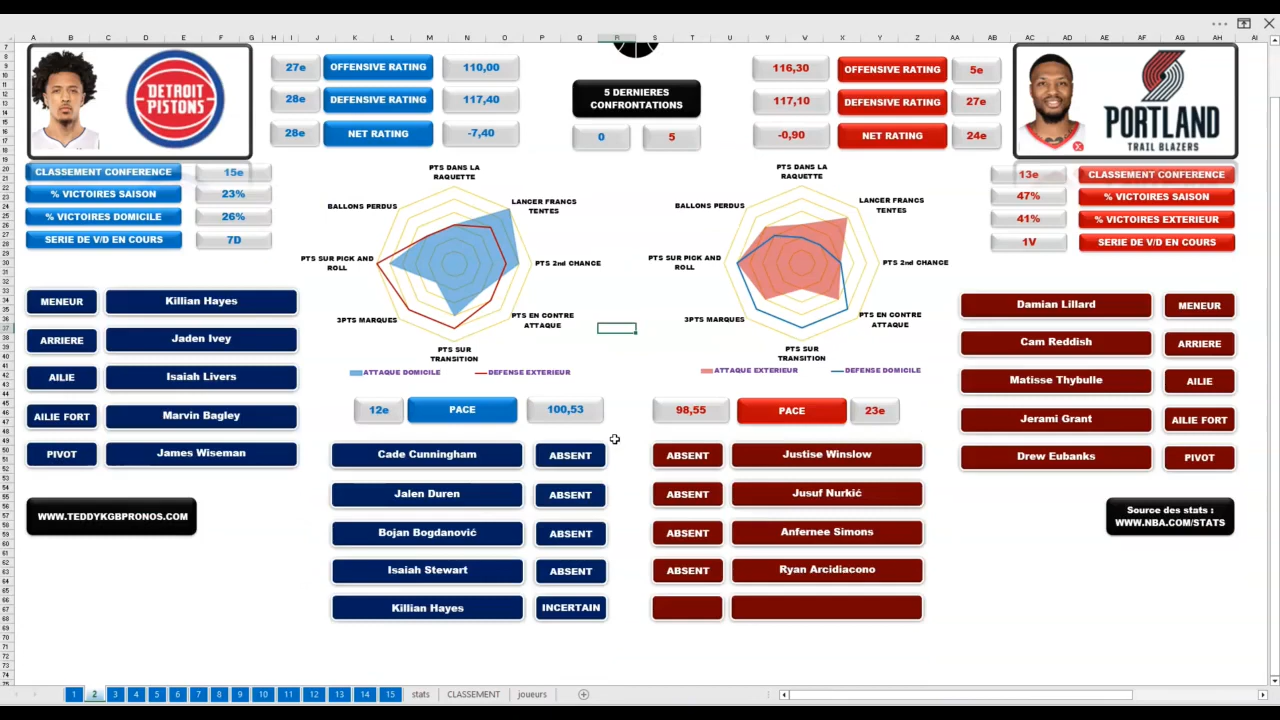 A B C D E F G H I J K L M N O P Q R S T U V W X Y Z AA AB AC AD AE AF AG AH AI
DETROIT
PISTONS
27e OFFENSIVE RATING 110,00
28e DEFENSIVE RATING 117,40
28e NET RATING -7,40
5 DERNIERES
CONFRONTATIONS
0 5
116,30 OFFENSIVE RATING 5e
117,10 DEFENSIVE RATING 27e
-0,90 NET RATING 24e
PORTLAND
TRAIL BLAZERS
CLASSEMENT CONFERENCE 15e
% VICTOIRES SAISON 23%
% VICTOIRES DOMICILE 26%
SERIE DE V/D EN COURS 7D
PTS DANS LA
RAQUETTE
LANCER FRANCS
TENTES
PTS 2nd CHANCE
PTS EN CONTRE
ATTAQUE
PTS SUR
TRANSITION
3PTS MARQUES
PTS SUR PICK AND
ROLL
BALLONS PERDUS
ATTAQUE DOMICILE DEFENSE EXTERIEUR
PTS DANS LA
RAQUETTE
LANCER FRANCS
TENTES
PTS 2nd CHANCE
PTS EN CONTRE
ATTAQUE
PTS SUR
TRANSITION
3PTS MARQUES
PTS SUR PICK AND
ROLL
BALLONS PERDUS
ATTAQUE EXTERIEUR DEFENSE DOMICILE
13e CLASSEMENT CONFERENCE
47% % VICTOIRES SAISON
41% % VICTOIRES EXTERIEUR
1V SERIE DE V/D EN COURS
MENEUR Killian Hayes
ARRIERE Jaden Ivey
AILIE Isaiah Livers
AILIE FORT Marvin Bagley
PIVOT James Wiseman
Damian Lillard MENEUR
Cam Reddish ARRIERE
Matisse Thybulle AILIE
Jerami Grant AILIE FORT
Drew Eubanks PIVOT
12e PACE 100,53
98,55 PACE 23e
Cade Cunningham ABSENT
Jalen Duren ABSENT
Bojan Bogdanović ABSENT
Isaiah Stewart ABSENT
Killian Hayes INCERTAIN
ABSENT Justise Winslow
ABSENT Jusuf Nurkić
ABSENT Anfernee Simons
ABSENT Ryan Arcidiacono
WWW.TEDDYKGBPRONOS.COM
Source des stats :
WWW.NBA.COM/STATS
1 2 3 4 5 6 7 8 9 10 11 12 13 14 15 stats CLASSEMENT joueurs